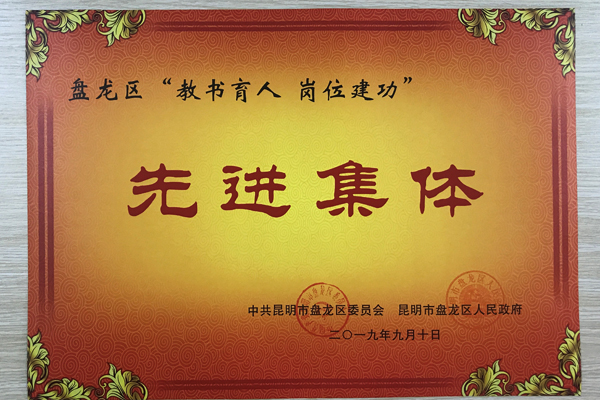 盘龙区“教书育人 岗位建功”
先进集体
中共昆明市盘龙区委员会 昆明市盘龙区人民政府
二〇一九年九月十日